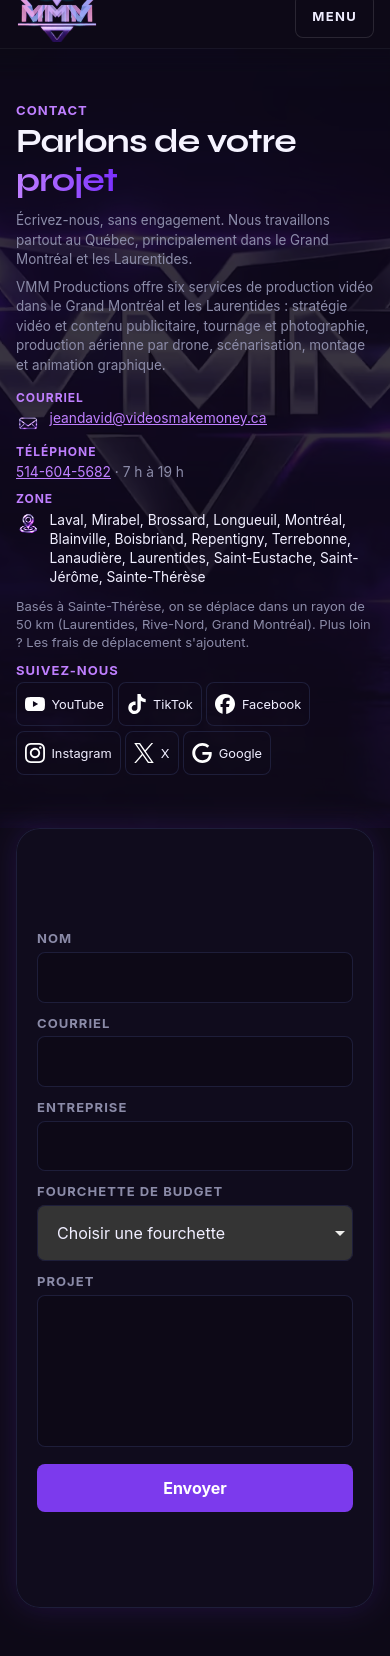 MMM
MENU
CONTACT
Parlons de votre
projet
Écrivez-nous, sans engagement. Nous travaillons
partout au Québec, principalement dans le Grand
Montréal et les Laurentides.
VMM Productions offre six services de production vidéo
dans le Grand Montréal et les Laurentides : stratégie
vidéo et contenu publicitaire, tournage et photographie,
production aérienne par drone, scénarisation, montage
et animation graphique.
COURRIEL
jeandavid@videosmakemoney.ca
TÉLÉPHONE
514-604-5682 · 7 h à 19 h
ZONE
Laval, Mirabel, Brossard, Longueuil, Montréal,
Blainville, Boisbriand, Repentigny, Terrebonne,
Lanaudière, Laurentides, Saint-Eustache, Saint-
Jérôme, Sainte-Thérèse
Basés à Sainte-Thérèse, on se déplace dans un rayon de
50 km (Laurentides, Rive-Nord, Grand Montréal). Plus loin
? Les frais de déplacement s'ajoutent.
SUIVEZ-NOUS
YouTube TikTok Facebook
Instagram X Google
NOM
COURRIEL
ENTREPRISE
FOURCHETTE DE BUDGET
Choisir une fourchette
PROJET
Envoyer